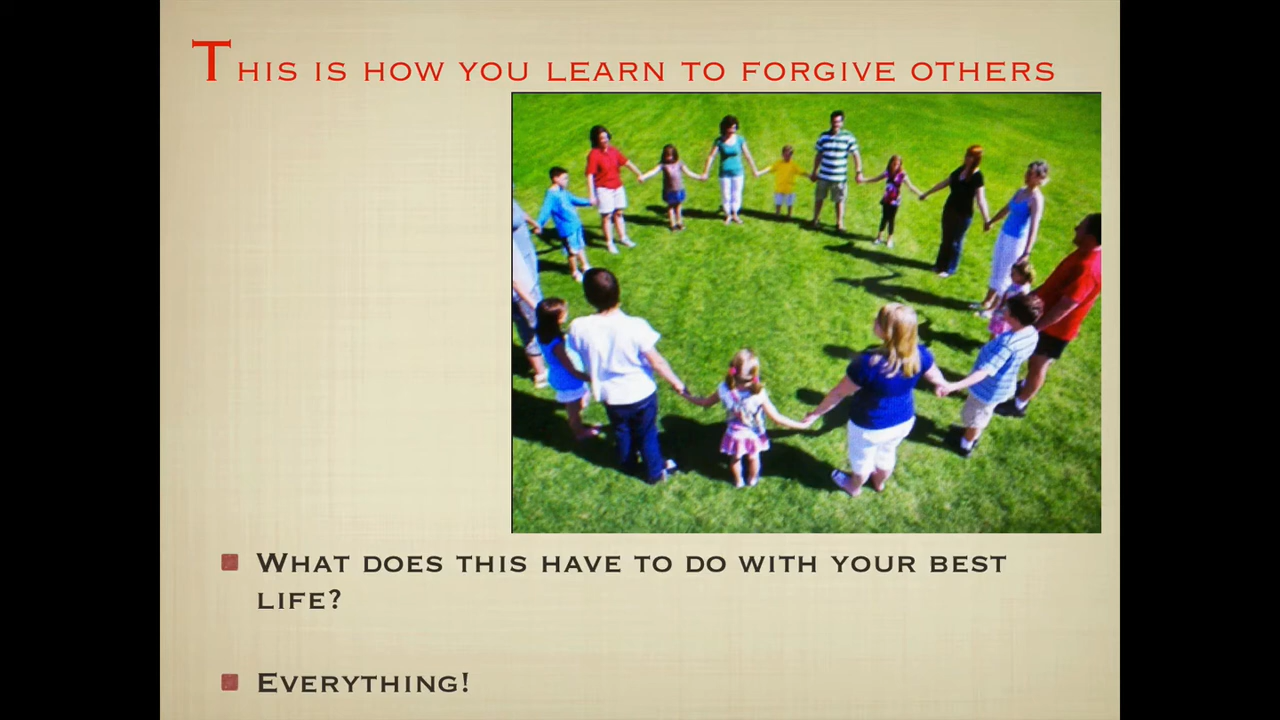 This is how you learn to forgive others
What does this have to do with your best
life?
Everything!